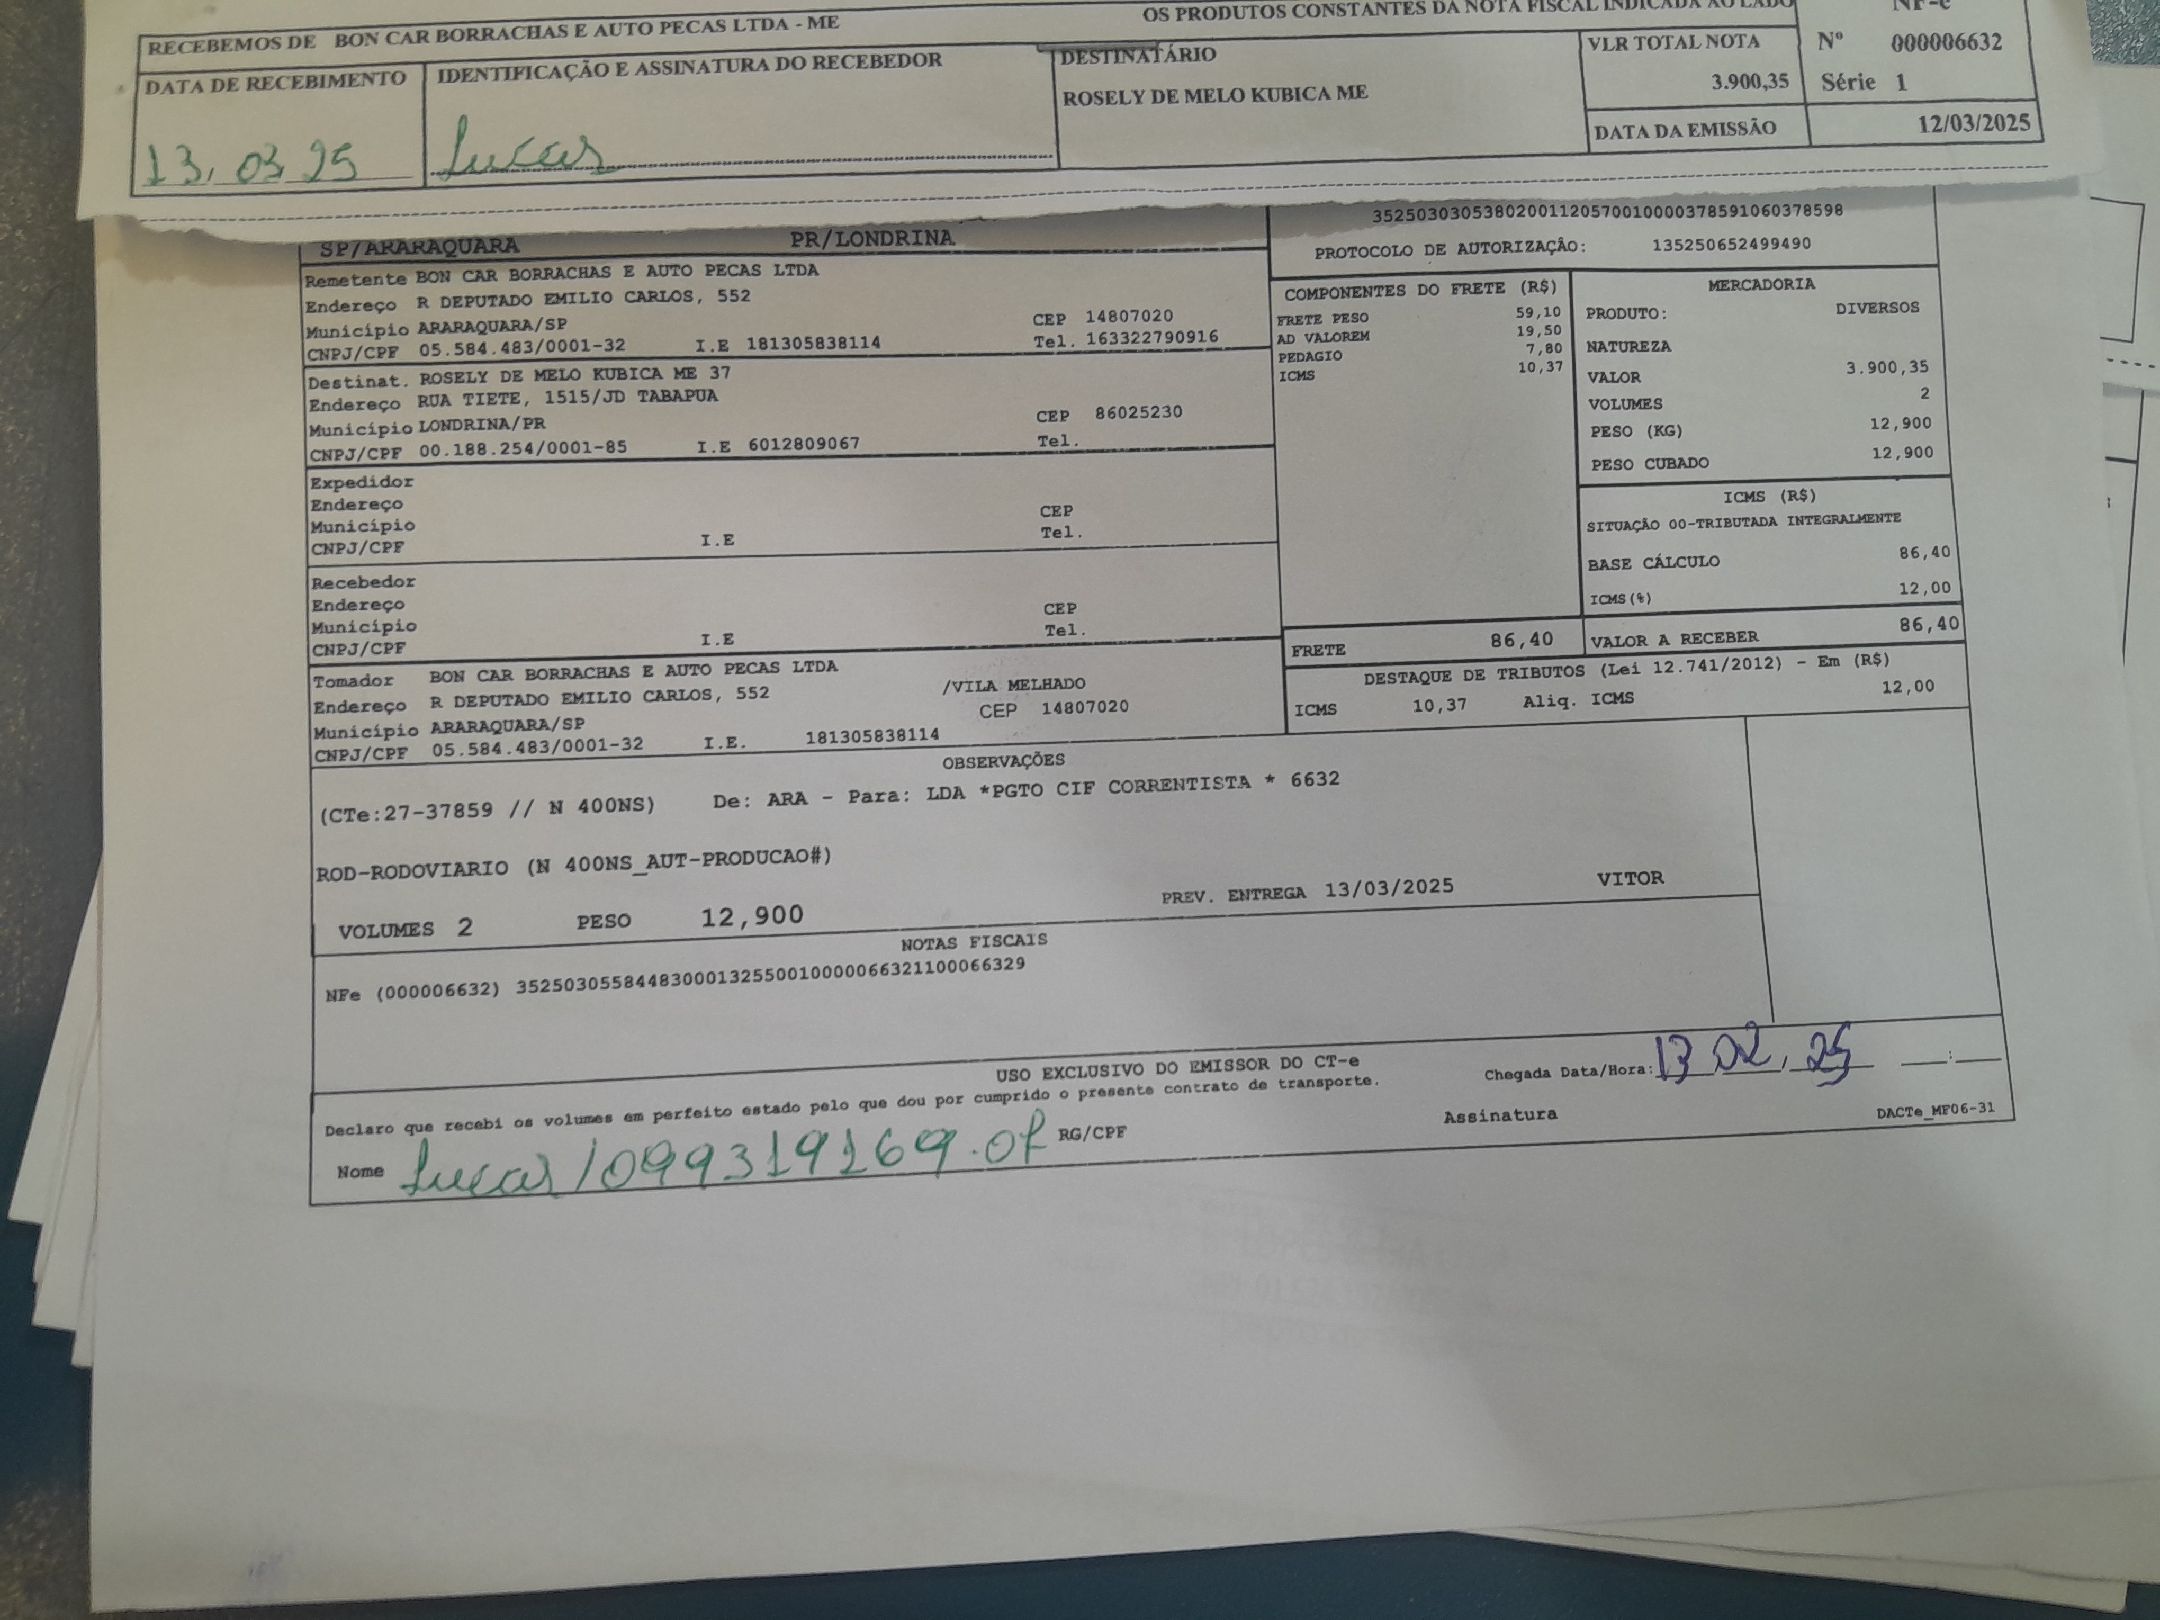 RECEBEMOS DE BON CAR BORRACHAS E AUTO PECAS LTDA - ME OS PRODUTOS CONSTANTES DA NOTA FISCAL INDICADA AO LADO
NF-e
Nº 000006632
Série 1
DATA DE RECEBIMENTO
13, 03 25
IDENTIFICAÇÃO E ASSINATURA DO RECEBEDOR
Lucas
DESTINATÁRIO
ROSELY DE MELO KUBICA ME
VLR TOTAL NOTA
3.900,35
DATA DA EMISSÃO 12/03/2025
SP/ARARAQUARA PR/LONDRINA
35250303053802001120570010000378591060378598
PROTOCOLO DE AUTORIZAÇÃO: 135250652499490
Remetente BON CAR BORRACHAS E AUTO PECAS LTDA
Endereço R DEPUTADO EMILIO CARLOS, 552
Município ARARAQUARA/SP CEP 14807020
CNPJ/CPF 05.584.483/0001-32 I.E 181305838114 Tel. 163322790916
Destinat. ROSELY DE MELO KUBICA ME 37
Endereço RUA TIETE, 1515/JD TABAPUA
Município LONDRINA/PR CEP 86025230
CNPJ/CPF 00.188.254/0001-85 I.E 6012809067 Tel.
Expedidor
Endereço
Município CEP
CNPJ/CPF I.E Tel.
Recebedor
Endereço
Município CEP
CNPJ/CPF I.E Tel.
Tomador BON CAR BORRACHAS E AUTO PECAS LTDA
Endereço R DEPUTADO EMILIO CARLOS, 552 /VILA MELHADO
Município ARARAQUARA/SP CEP 14807020
CNPJ/CPF 05.584.483/0001-32 I.E. 181305838114
COMPONENTES DO FRETE (R$)
FRETE PESO 59,10
AD VALOREM 19,50
PEDAGIO 7,80
ICMS 10,37
MERCADORIA
PRODUTO: DIVERSOS
NATUREZA
VALOR 3.900,35
VOLUMES 2
PESO (KG) 12,900
PESO CUBADO 12,900
ICMS (R$)
SITUAÇÃO 00-TRIBUTADA INTEGRALMENTE
BASE CÁLCULO 86,40
ICMS(%) 12,00
FRETE 86,40 VALOR A RECEBER 86,40
DESTAQUE DE TRIBUTOS (Lei 12.741/2012) - Em (R$)
ICMS 10,37 Aliq. ICMS 12,00
OBSERVAÇÕES
(CTe:27-37859 // N 400NS) De: ARA - Para: LDA *PGTO CIF CORRENTISTA * 6632
ROD-RODOVIARIO (N 400NS_AUT-PRODUCAO#)
VOLUMES 2 PESO 12,900 PREV. ENTREGA 13/03/2025 VITOR
NOTAS FISCAIS
NFe (000006632) 35250305584483000132550010000066321100066329
USO EXCLUSIVO DO EMISSOR DO CT-e
Declaro que recebi os volumes em perfeito estado pelo que dou por cumprido o presente contrato de transporte.
Chegada Data/Hora: 13 02, 25 __:__
Nome Lucas / 099319169.07 RG/CPF Assinatura DACTe_MF06-31